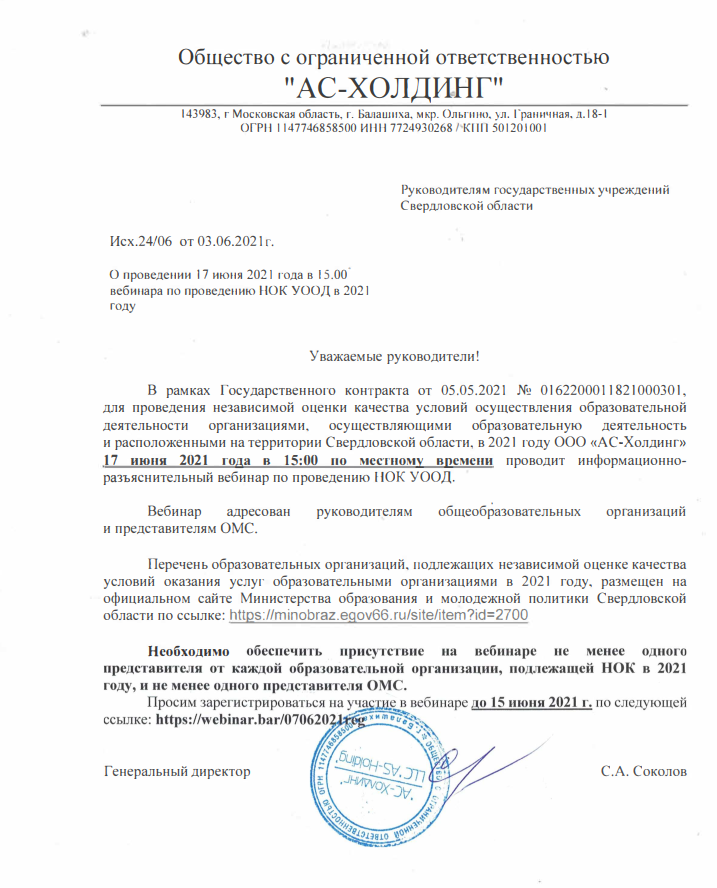 Общество с ограниченной ответственностью
"АС-ХОЛДИНГ"
143983, г Московская область, г. Балашиха, мкр. Ольгино, ул. Граничная, д.18-1
ОГРН 1147746858500 ИНН 7724930268 / КПП 501201001
Руководителям государственных учреждений
Свердловской области
Исх.24/06 от 03.06.2021г.
О проведении 17 июня 2021 года в 15.00
вебинара по проведению НОК УООД в 2021
году
Уважаемые руководители!
В рамках Государственного контракта от 05.05.2021 № 0162200011821000301,
для проведения независимой оценки качества условий осуществления образовательной
деятельности организациями, осуществляющими образовательную деятельность
и расположенными на территории Свердловской области, в 2021 году ООО «АС-Холдинг»
17 июня 2021 года в 15:00 по местному времени проводит информационно-
разъяснительный вебинар по проведению НОК УООД.
Вебинар адресован руководителям общеобразовательных организаций
и представителям ОМС.
Перечень образовательных организаций, подлежащих независимой оценке качества
условий оказания услуг образовательными организациями в 2021 году, размещен на
официальном сайте Министерства образования и молодежной политики Свердловской
области по ссылке: https://minobraz.egov66.ru/site/item?id=2700
Необходимо обеспечить присутствие на вебинаре не менее одного
представителя от каждой образовательной организации, подлежащей НОК в 2021
году, и не менее одного представителя ОМС.
Просим зарегистрироваться на участие в вебинаре до 15 июня 2021 г. по следующей
ссылке: https://webinar.bar/07062021reg
Генеральный директор
С.А. Соколов
ОГРН 1147746858500
С ОГРАНИЧЕННОЙ ОТВЕТСТВЕННОСТЬЮ
"АС-Холдинг"
LLC "AS-Holding"